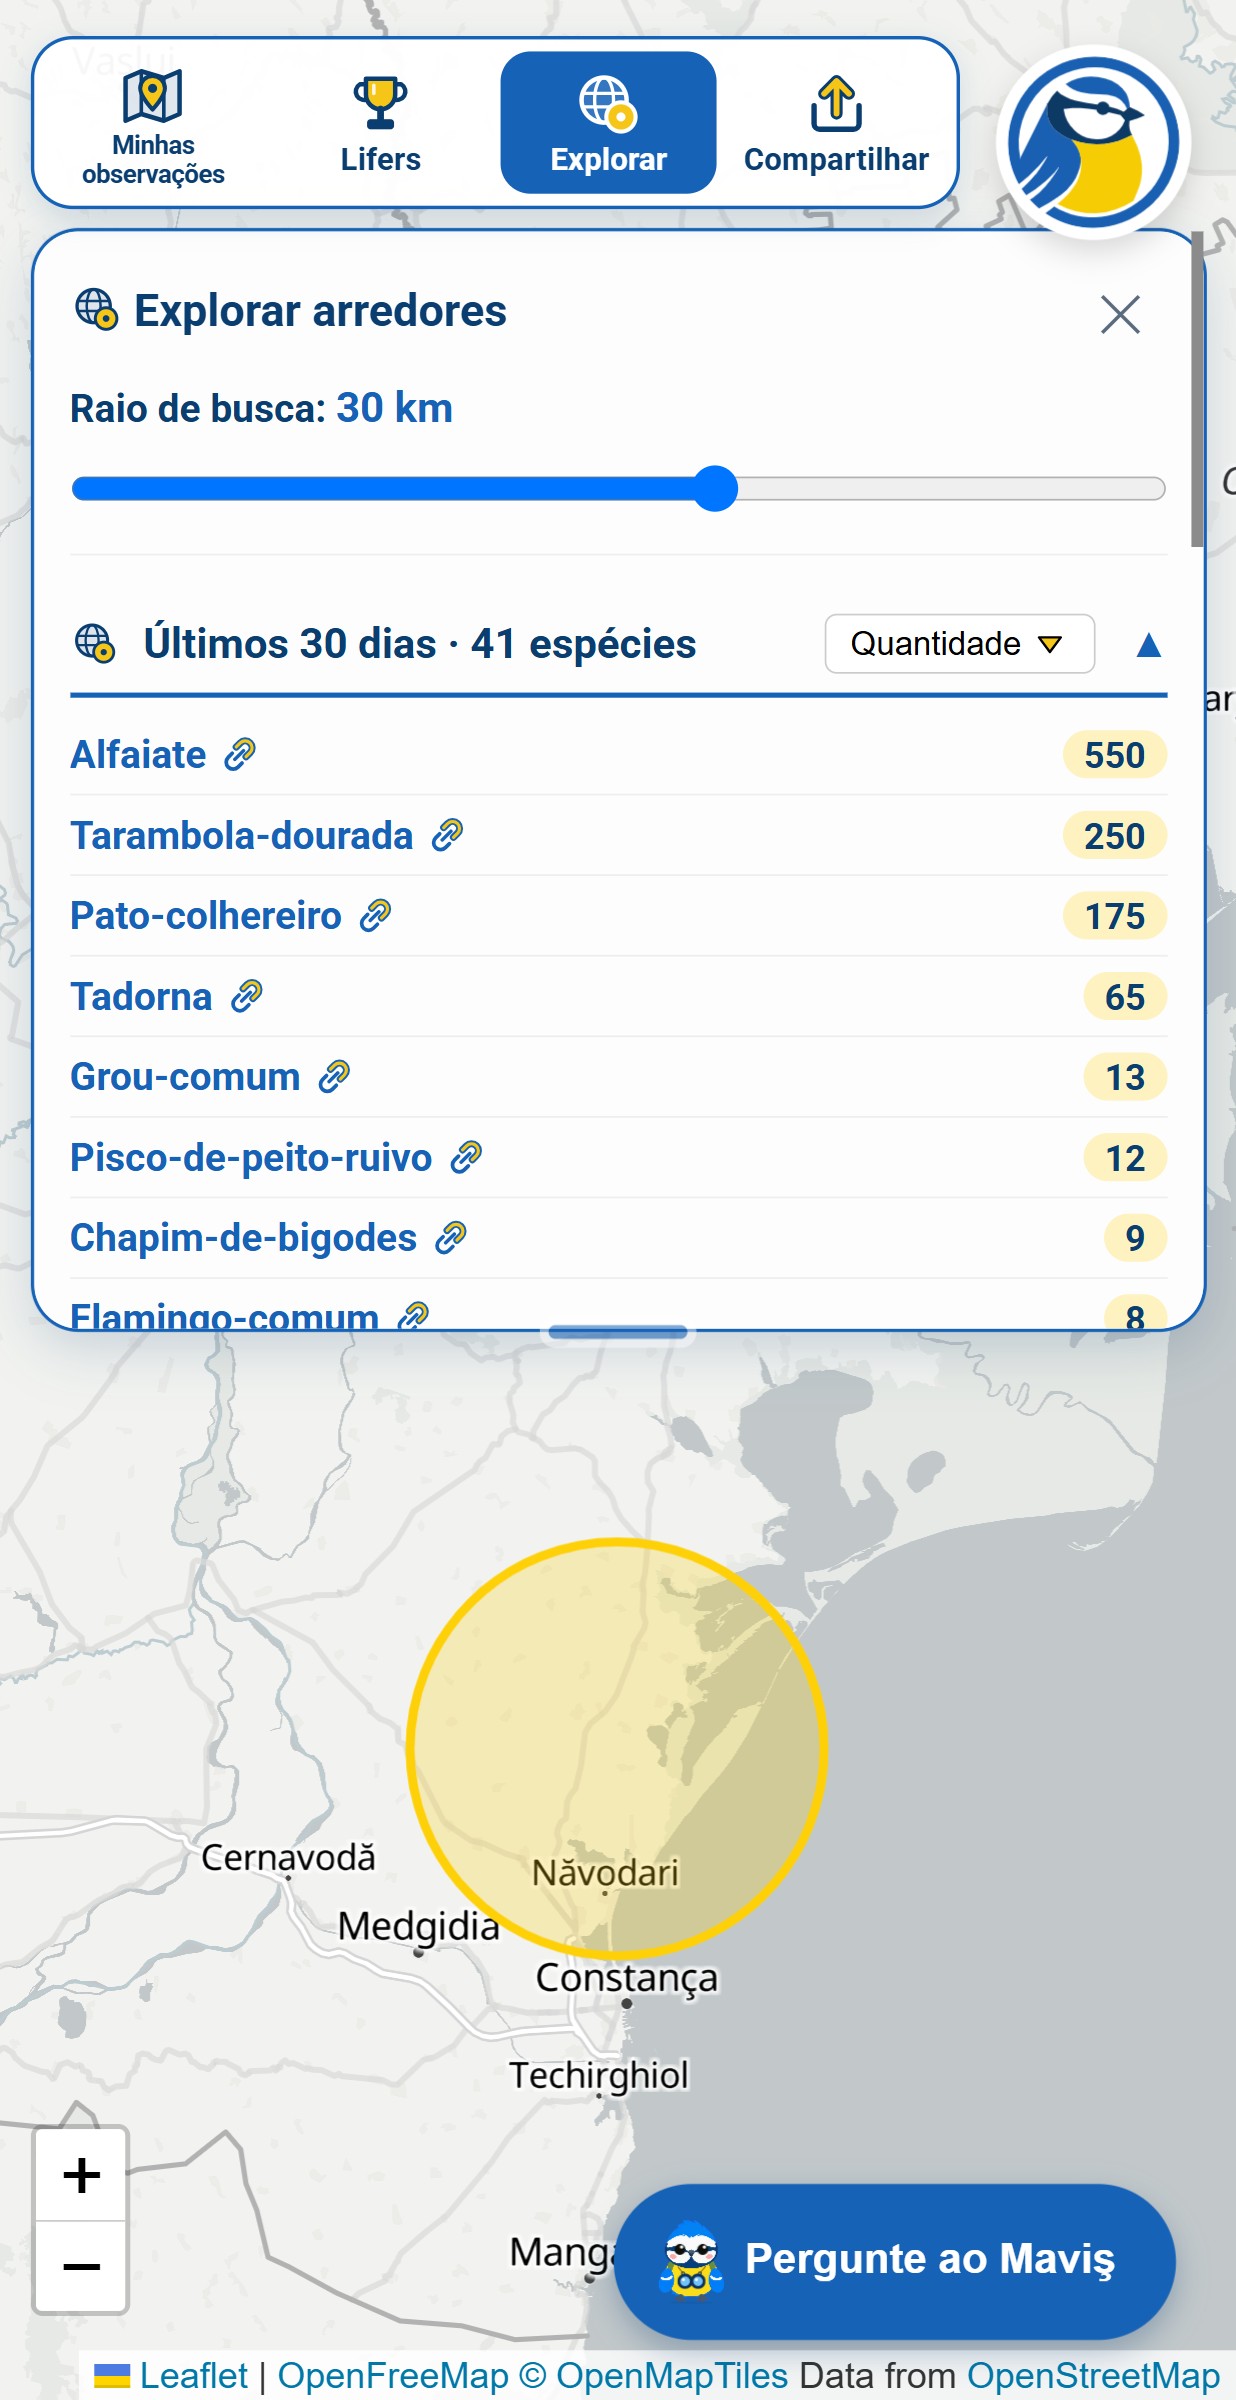 Vaslui
Minhas observações
Lifers
Explorar
Compartilhar
Explorar arredores
Raio de busca: 30 km
Últimos 30 dias · 41 espécies
Quantidade
Alfaiate 550
Tarambola-dourada 250
Pato-colhereiro 175
Tadorna 65
Grou-comum 13
Pisco-de-peito-ruivo 12
Chapim-de-bigodes 9
Flamingo-comum 8
Cernavodă
Năvodari
Medgidia
Constança
Techirghiol
+
−
Pergunte ao Maviş
Leaflet | OpenFreeMap © OpenMapTiles Data from OpenStreetMap